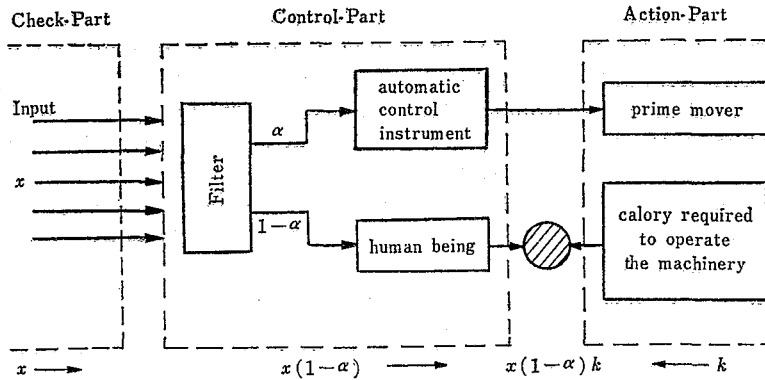 Check-Part
Control-Part
Action-Part
Input
x
Filter
α
1−α
automatic
control
instrument
human being
prime mover
calory required
to operate
the machinery
x
x(1−α)
x(1−α)k
k